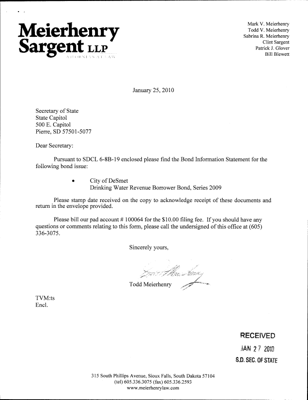 Meierhenry
Sargent LLP
Mark V. Meierhenry
Todd V. Meierhenry
Sabrina R. Meierhenry
Clint Sargent
Patrick J. Glover
Bill Blewett
January 25, 2010
Secretary of State
State Capitol
500 E. Capitol
Pierre, SD 57501-5077
Dear Secretary:
Pursuant to SDCL 6-8B-19 enclosed please find the Bond Information Statement for the
following bond issue:
• City of DeSmet
Drinking Water Revenue Borrower Bond, Series 2009
Please stamp date received on the copy to acknowledge receipt of these documents and
return in the envelope provided.
Please bill our pad account # 100064 for the $10.00 filing fee. If you should have any
questions or comments relating to this form, please call the undersigned of this office at (605)
336-3075.
Sincerely yours,
Todd Meierhenry
TVM:ts
Encl.
RECEIVED
JAN 27 2010
S.D. SEC. OF STATE
315 South Phillips Avenue, Sioux Falls, South Dakota 57104
(tel) 605.336.3075 (fax) 605.336.2593
www.meierhenrylaw.com